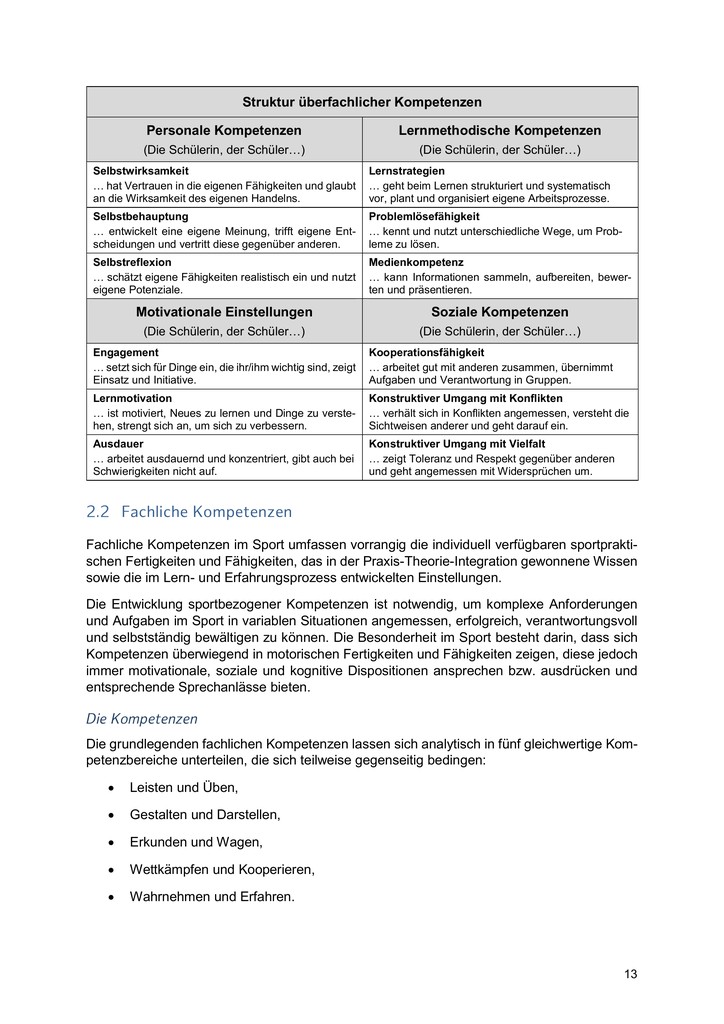 Struktur überfachlicher Kompetenzen
Personale Kompetenzen
(Die Schülerin, der Schüler…)
Lernmethodische Kompetenzen
(Die Schülerin, der Schüler…)
Selbstwirksamkeit
… hat Vertrauen in die eigenen Fähigkeiten und glaubt
an die Wirksamkeit des eigenen Handelns.
Lernstrategien
… geht beim Lernen strukturiert und systematisch
vor, plant und organisiert eigene Arbeitsprozesse.
Selbstbehauptung
… entwickelt eine eigene Meinung, trifft eigene Ent-
scheidungen und vertritt diese gegenüber anderen.
Problemlösefähigkeit
… kennt und nutzt unterschiedliche Wege, um Prob-
leme zu lösen.
Selbstreflexion
… schätzt eigene Fähigkeiten realistisch ein und nutzt
eigene Potenziale.
Medienkompetenz
… kann Informationen sammeln, aufbereiten, bewer-
ten und präsentieren.
Motivationale Einstellungen
(Die Schülerin, der Schüler…)
Soziale Kompetenzen
(Die Schülerin, der Schüler…)
Engagement
… setzt sich für Dinge ein, die ihr/ihm wichtig sind, zeigt
Einsatz und Initiative.
Kooperationsfähigkeit
… arbeitet gut mit anderen zusammen, übernimmt
Aufgaben und Verantwortung in Gruppen.
Lernmotivation
… ist motiviert, Neues zu lernen und Dinge zu verste-
hen, strengt sich an, um sich zu verbessern.
Konstruktiver Umgang mit Konflikten
… verhält sich in Konflikten angemessen, versteht die
Sichtweisen anderer und geht darauf ein.
Ausdauer
… arbeitet ausdauernd und konzentriert, gibt auch bei
Schwierigkeiten nicht auf.
Konstruktiver Umgang mit Vielfalt
… zeigt Toleranz und Respekt gegenüber anderen
und geht angemessen mit Widersprüchen um.
2.2 Fachliche Kompetenzen
Fachliche Kompetenzen im Sport umfassen vorrangig die individuell verfügbaren sportprakti-
schen Fertigkeiten und Fähigkeiten, das in der Praxis-Theorie-Integration gewonnene Wissen
sowie die im Lern- und Erfahrungsprozess entwickelten Einstellungen.
Die Entwicklung sportbezogener Kompetenzen ist notwendig, um komplexe Anforderungen
und Aufgaben im Sport in variablen Situationen angemessen, erfolgreich, verantwortungsvoll
und selbstständig bewältigen zu können. Die Besonderheit im Sport besteht darin, dass sich
Kompetenzen überwiegend in motorischen Fertigkeiten und Fähigkeiten zeigen, diese jedoch
immer motivationale, soziale und kognitive Dispositionen ansprechen bzw. ausdrücken und
entsprechende Sprechanlässe bieten.
Die Kompetenzen
Die grundlegenden fachlichen Kompetenzen lassen sich analytisch in fünf gleichwertige Kom-
petenzbereiche unterteilen, die sich teilweise gegenseitig bedingen:
• Leisten und Üben,
• Gestalten und Darstellen,
• Erkunden und Wagen,
• Wettkämpfen und Kooperieren,
• Wahrnehmen und Erfahren.
13